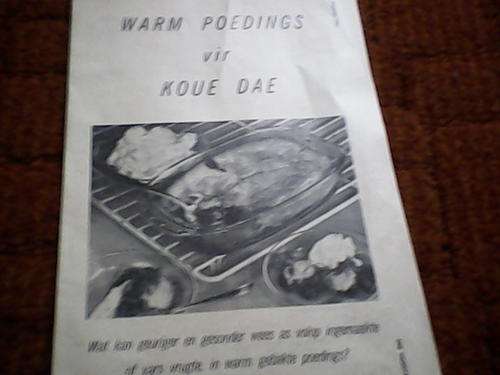 WARM POEDINGS
vir
KOUE DAE
Wat kan geuriger en gesonder wees as volop ingemaakte
of vars vrugte, in warm gebakte poedings?